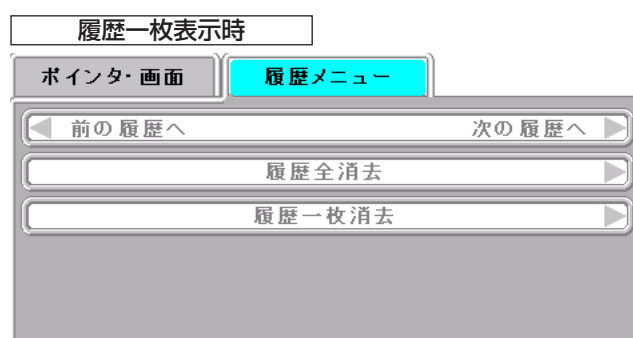 履歴一枚表示時
ポインタ・画面 履歴メニュー
前の履歴へ 次の履歴へ
履歴全消去
履歴一枚消去